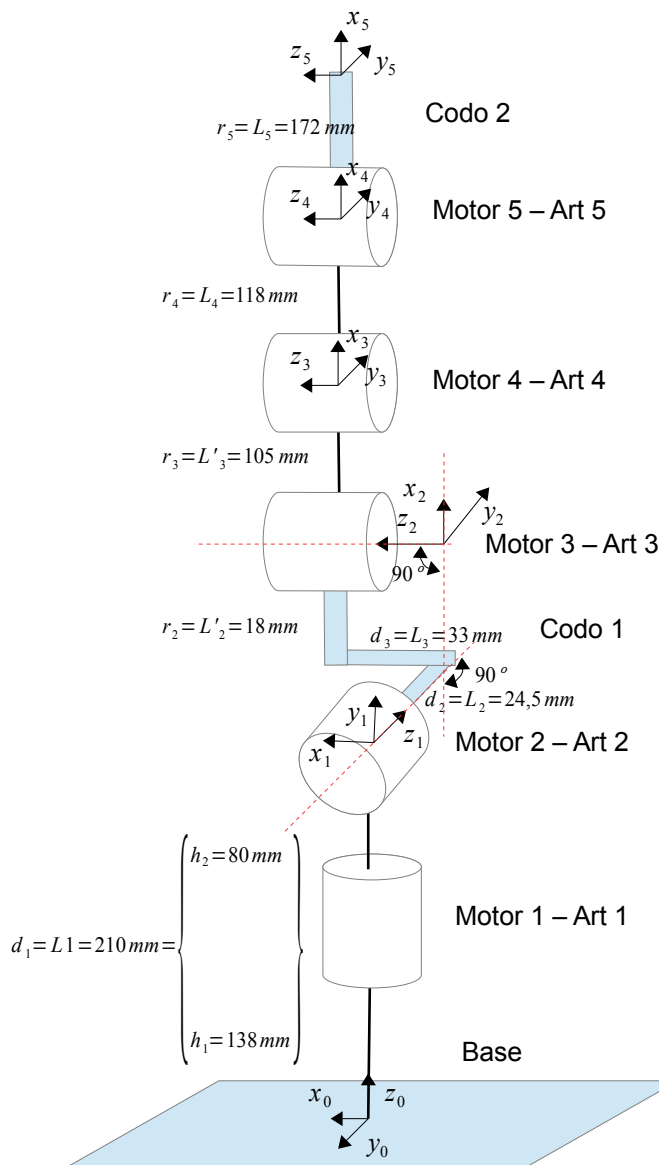 x₅
z₅
y₅
Codo 2
r₅=L₅=172 mm
x₄
z₄
y₄
Motor 5 – Art 5
r₄=L₄=118 mm
x₃
z₃
y₃
Motor 4 – Art 4
r₃=L'₃=105 mm
x₂
z₂
y₂
Motor 3 – Art 3
90º
r₂=L'₂=18 mm
d₃=L₃=33 mm
Codo 1
90º
d₂=L₂=24,5 mm
y₁
z₁
x₁
Motor 2 – Art 2
h₂=80 mm
Motor 1 – Art 1
d₁=L1=210 mm=
h₁=138 mm
Base
x₀
z₀
y₀